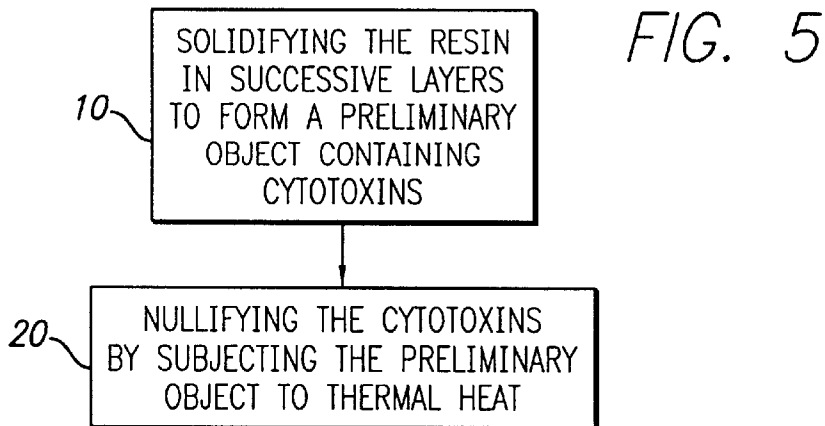 FIG. 5
10
SOLIDIFYING THE RESIN
IN SUCCESSIVE LAYERS
TO FORM A PRELIMINARY
OBJECT CONTAINING
CYTOTOXINS
20
NULLIFYING THE CYTOTOXINS
BY SUBJECTING THE PRELIMINARY
OBJECT TO THERMAL HEAT